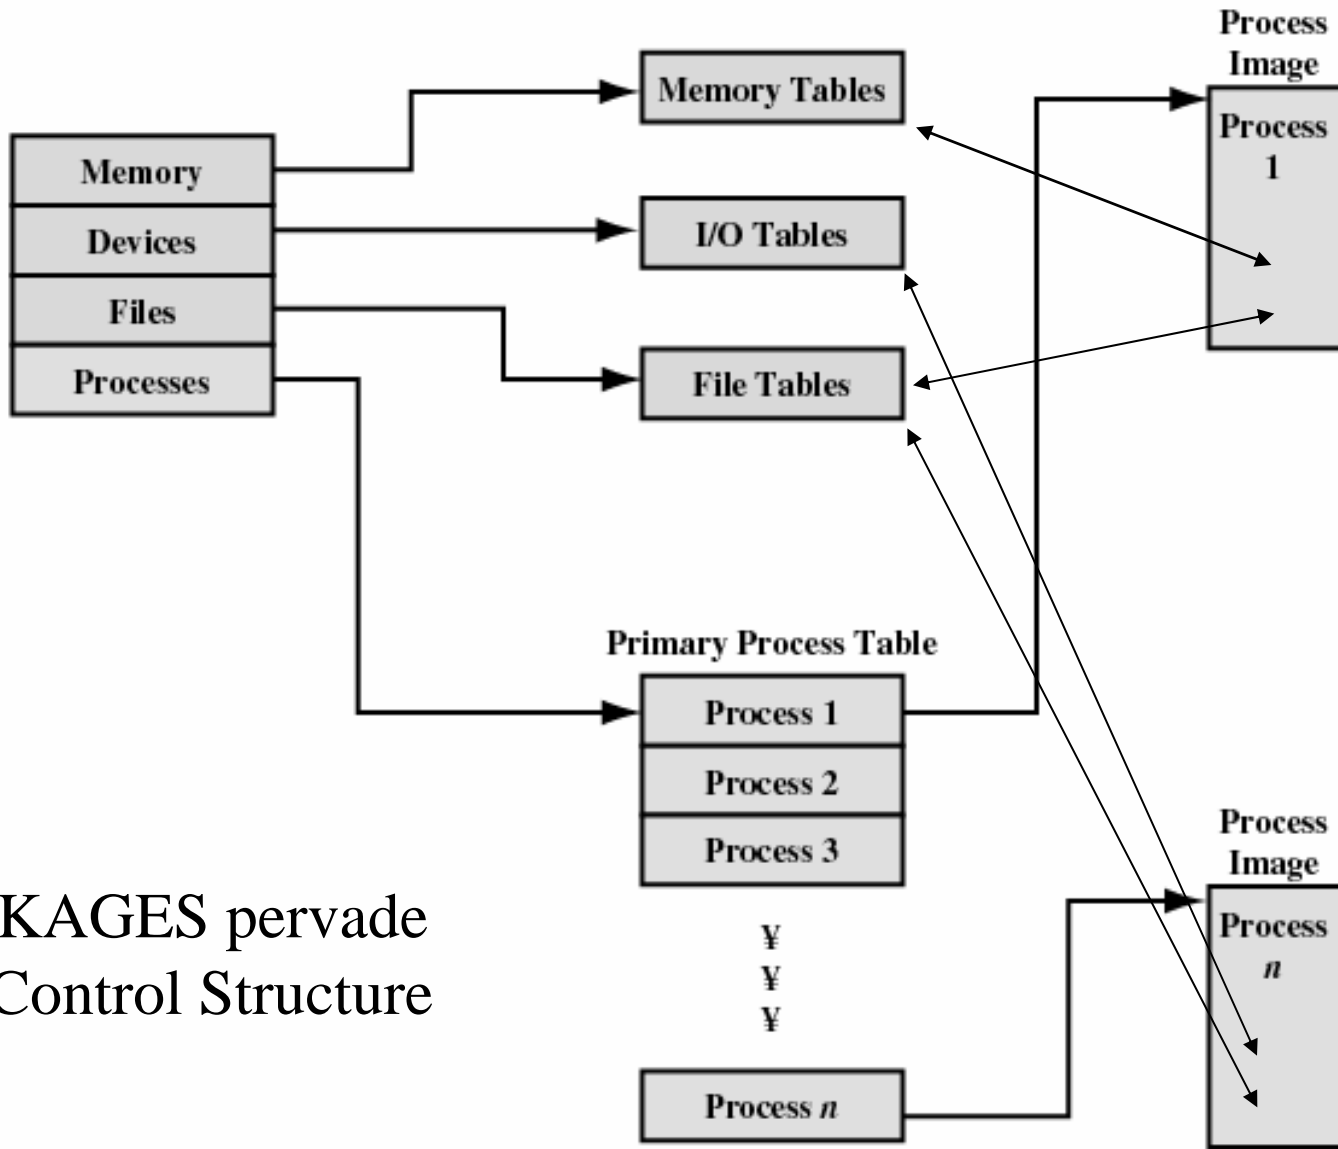 Memory
Devices
Files
Processes
Memory Tables
I/O Tables
File Tables
Primary Process Table
Process 1
Process 2
Process 3
¥
¥
¥
Process n
Process
Image
Process
1
Process
Image
Process
n
KAGES pervade
Control Structure